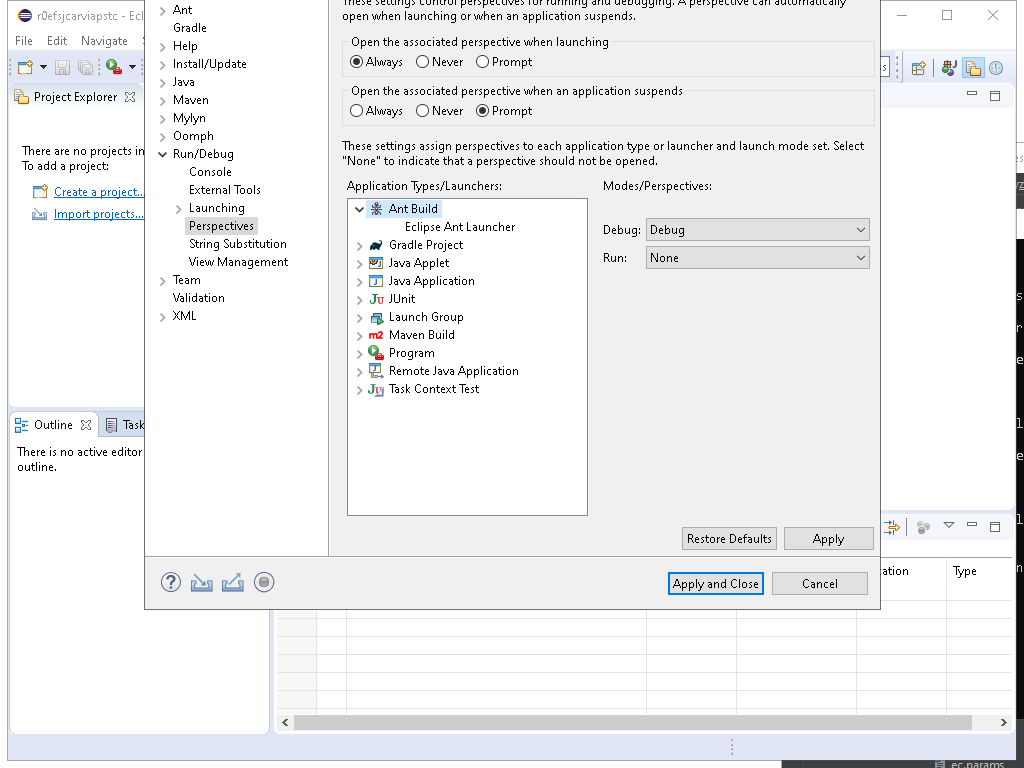 r0efsjcarviapstc - Ecl
File Edit Navigate
Project Explorer
There are no projects in
To add a project:
Create a project...
Import projects...
Outline
Task
There is no active editor
outline.
Ant
Gradle
Help
Install/Update
Java
Maven
Mylyn
Oomph
Run/Debug
Console
External Tools
Launching
Perspectives
String Substitution
View Management
Team
Validation
XML
These settings control perspectives for running and debugging. A perspective can automatically
open when launching or when an application suspends.
Open the associated perspective when launching
Always Never Prompt
Open the associated perspective when an application suspends
Always Never Prompt
These settings assign perspectives to each application type or launcher and launch mode set. Select
"None" to indicate that a perspective should not be opened.
Application Types/Launchers:
Ant Build
Eclipse Ant Launcher
Gradle Project
Java Applet
Java Application
JUnit
Launch Group
Maven Build
Program
Remote Java Application
Task Context Test
Modes/Perspectives:
Debug: Debug
Run: None
Restore Defaults Apply
Apply and Close Cancel
ation Type
ec.params